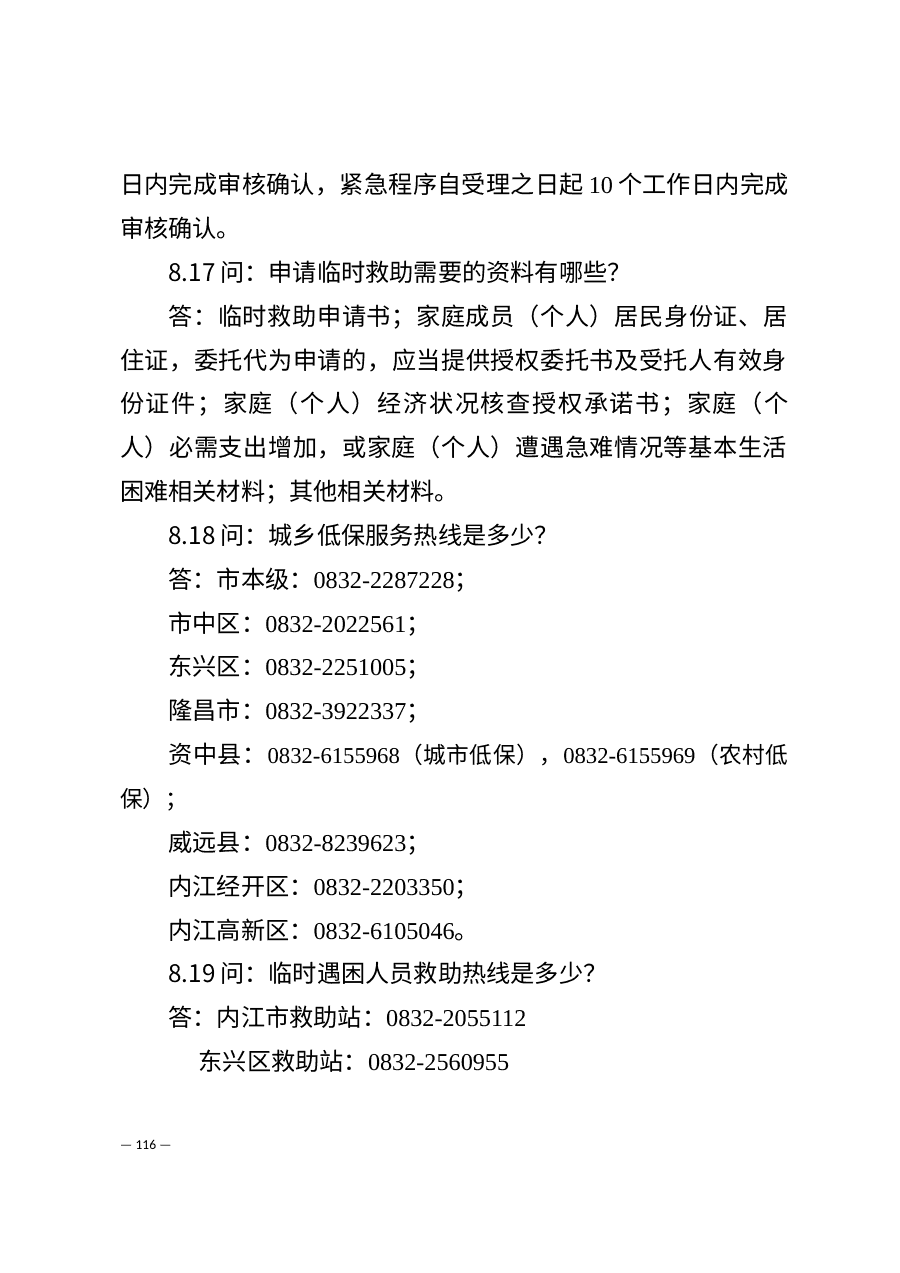 日内完成审核确认，紧急程序自受理之日起 10 个工作日内完成
审核确认。
8.17 问：申请临时救助需要的资料有哪些？
答：临时救助申请书；家庭成员（个人）居民身份证、居
住证，委托代为申请的，应当提供授权委托书及受托人有效身
份证件；家庭（个人）经济状况核查授权承诺书；家庭（个
人）必需支出增加，或家庭（个人）遭遇急难情况等基本生活
困难相关材料；其他相关材料。
8.18 问：城乡低保服务热线是多少？
答：市本级：0832-2287228；
市中区：0832-2022561；
东兴区：0832-2251005；
隆昌市：0832-3922337；
资中县：0832-6155968（城市低保），0832-6155969（农村低
保）；
威远县：0832-8239623；
内江经开区：0832-2203350；
内江高新区：0832-6105046。
8.19 问：临时遇困人员救助热线是多少？
答：内江市救助站：0832-2055112
东兴区救助站：0832-2560955
— 116 —